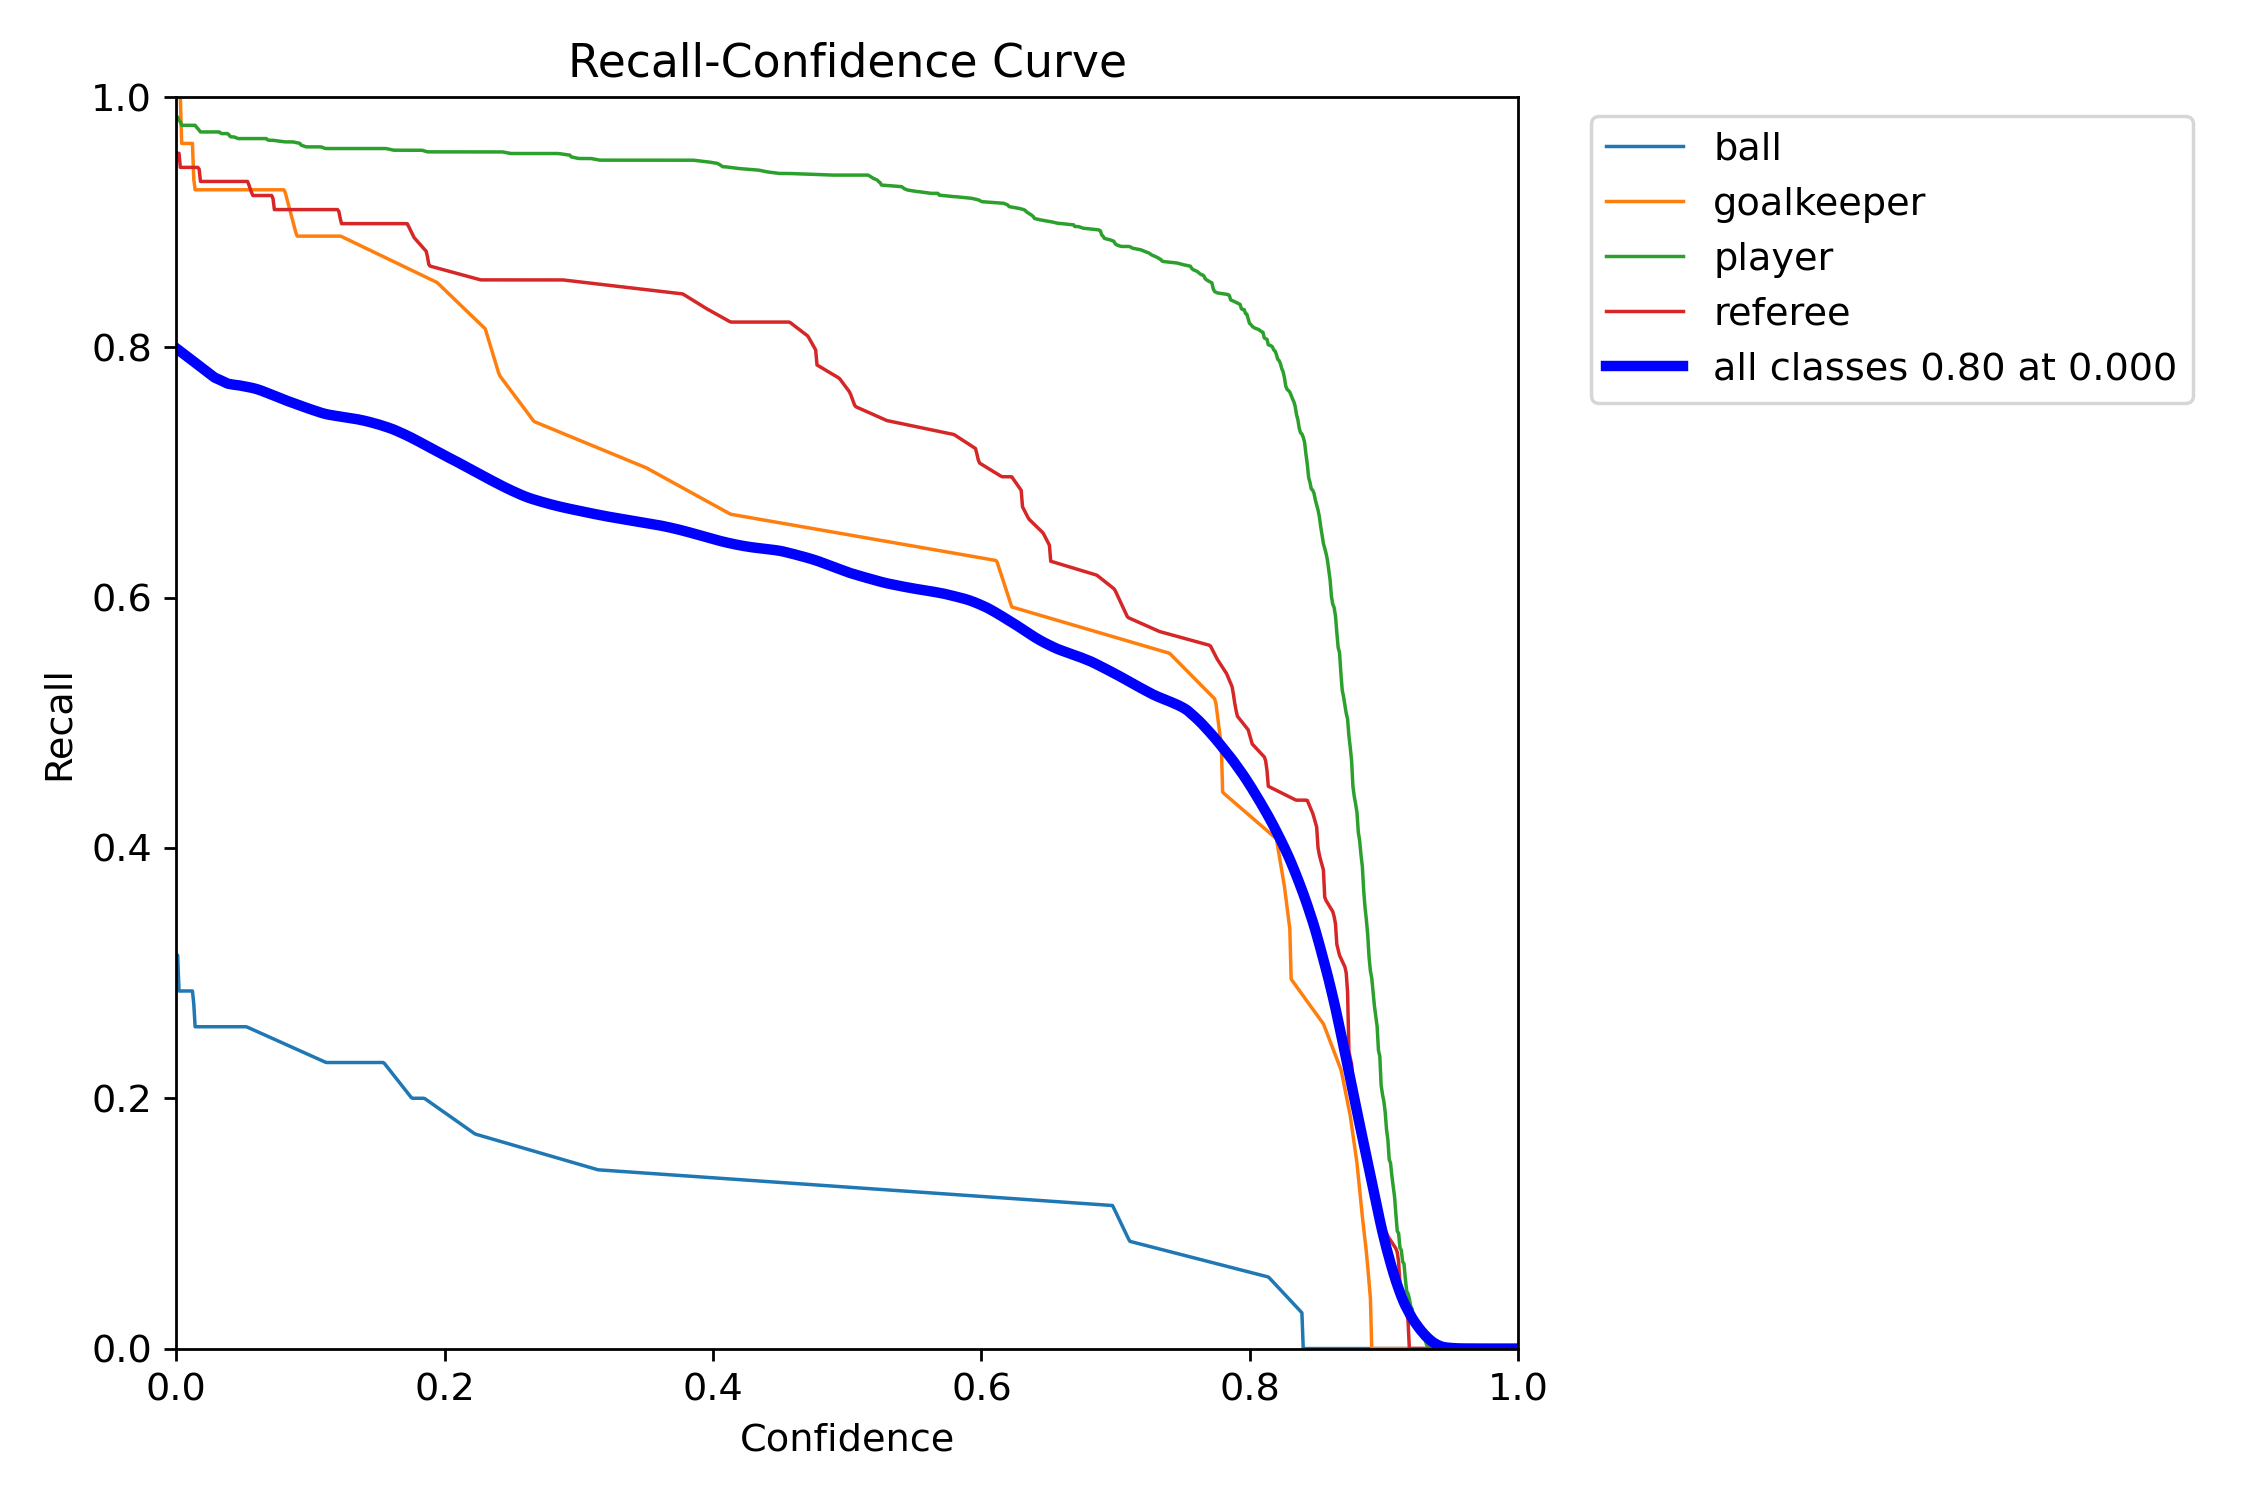 Recall-Confidence Curve
1.0
0.8
0.6
0.4
0.2
0.0
Recall
0.0 0.2 0.4 0.6 0.8 1.0
Confidence
ball
goalkeeper
player
referee
all classes 0.80 at 0.000